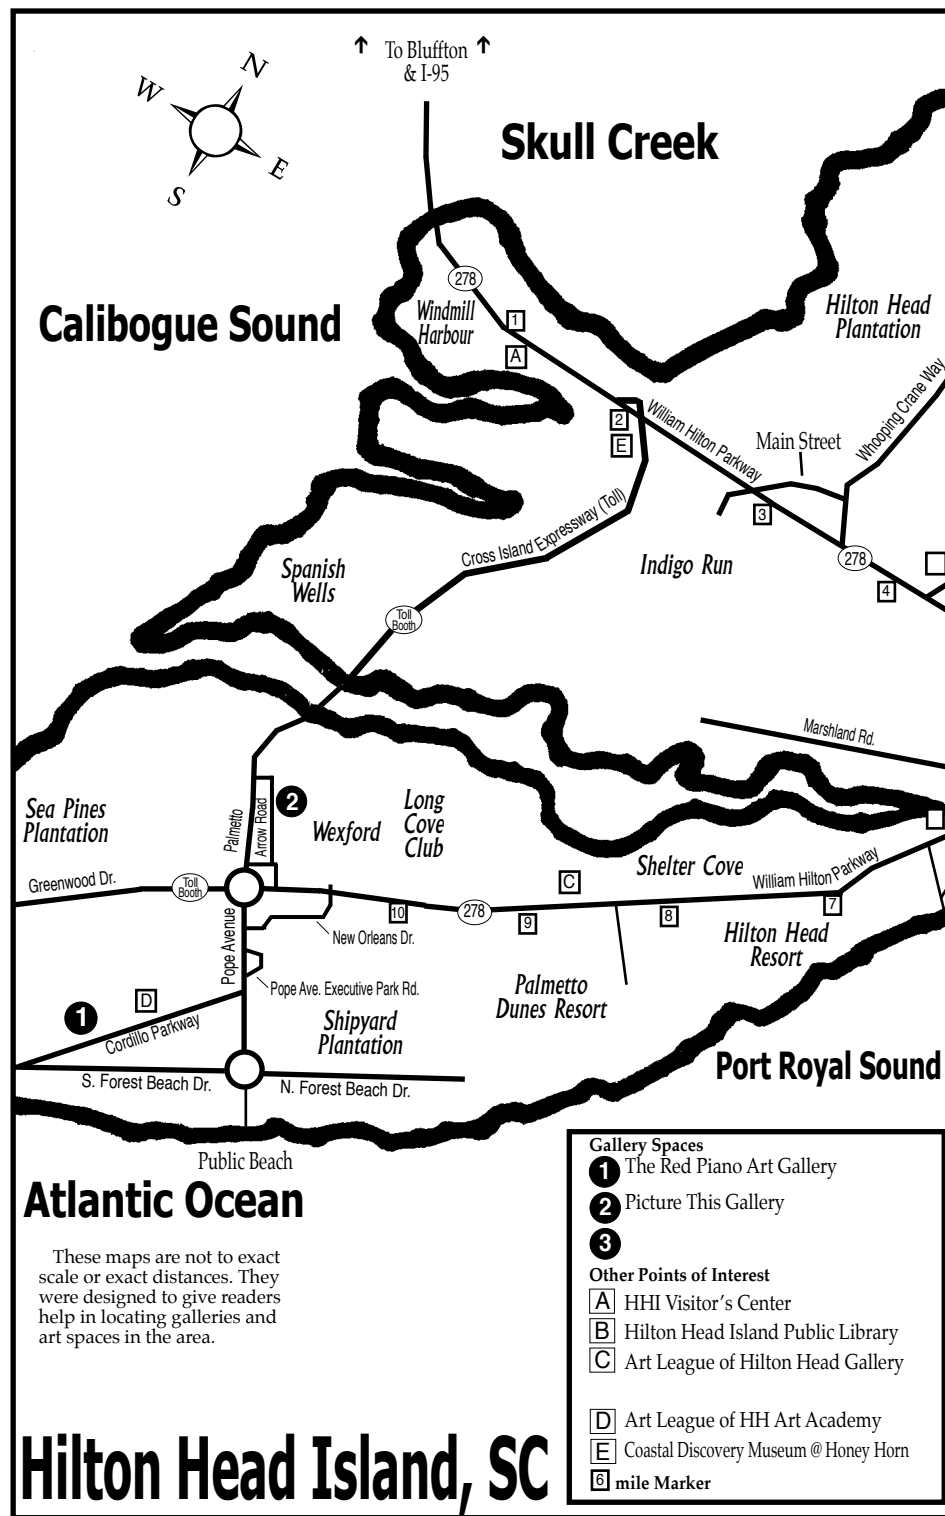 To Bluffton
& I-95
N
W
E
S
Skull Creek
278
Windmill
Harbour
1
A
Calibogue Sound
Hilton Head
Plantation
Whooping Crane Way
2
E
William Hilton Parkway
Main Street
3
Cross Island Expressway (Toll)
Indigo Run
278
4
Spanish
Wells
Toll
Booth
Marshland Rd.
Sea Pines
Plantation
Palmetto
Arrow Road
2
Wexford
Long
Cove
Club
Shelter Cove
William Hilton Parkway
Greenwood Dr.
Toll
Booth
C
10
278
9
8
7
New Orleans Dr.
Pope Avenue
Hilton Head
Resort
Pope Ave. Executive Park Rd.
Palmetto
Dunes Resort
D
1
Cordillo Parkway
Shipyard
Plantation
Port Royal Sound
S. Forest Beach Dr.
N. Forest Beach Dr.
Public Beach
Atlantic Ocean
These maps are not to exact
scale or exact distances. They
were designed to give readers
help in locating galleries and
art spaces in the area.
Gallery Spaces
1 The Red Piano Art Gallery
2 Picture This Gallery
3
Other Points of Interest
A HHI Visitor's Center
B Hilton Head Island Public Library
C Art League of Hilton Head Gallery
D Art League of HH Art Academy
E Coastal Discovery Museum @ Honey Horn
6 mile Marker
Hilton Head Island, SC